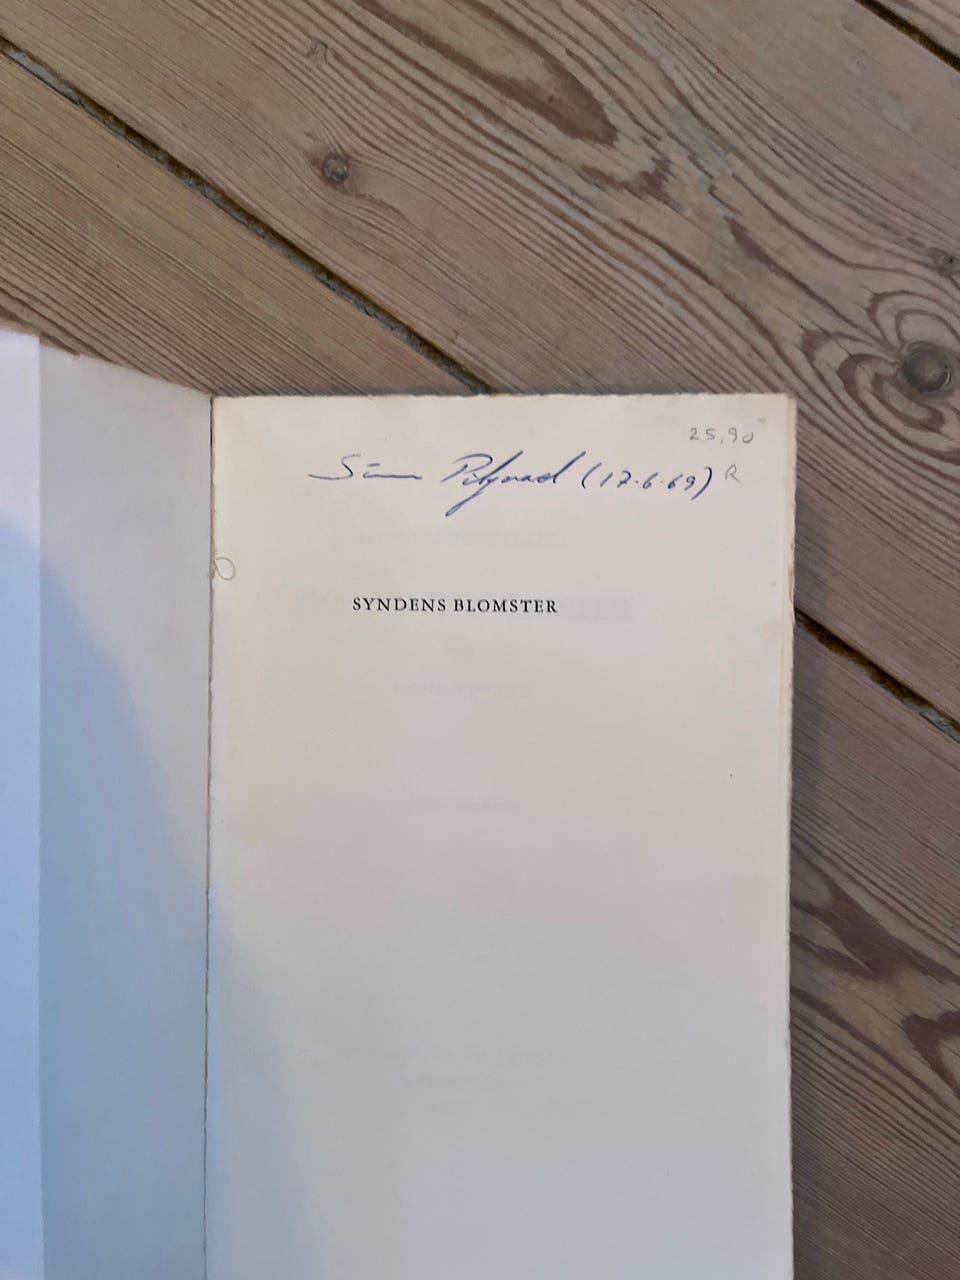 25,90
(17.6.69) R
SYNDENS BLOMSTER